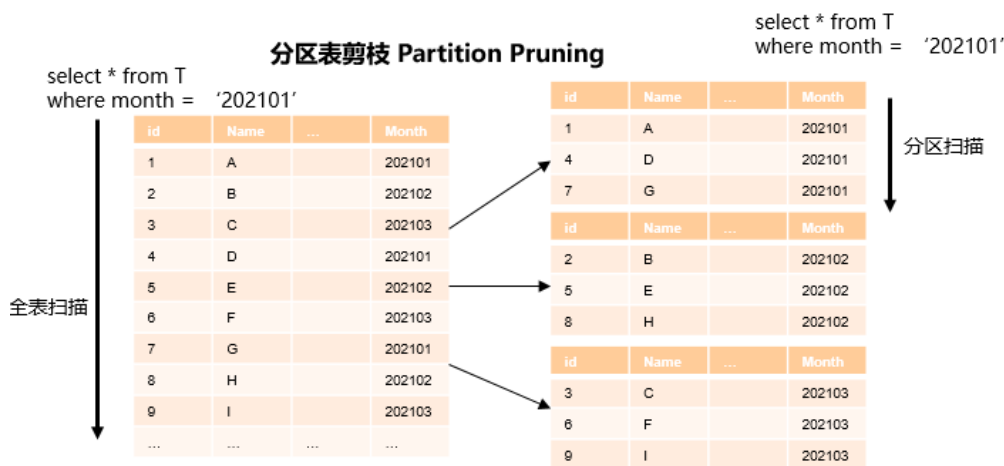 分区表剪枝 Partition Pruning
select * from T
where month = ‘202101’
id Name ... Month
1 A 202101
2 B 202102
3 C 202103
4 D 202101
5 E 202102
6 F 202103
7 G 202101
8 H 202102
9 I 202103
... ... ... ...
全表扫描
select * from T
where month = ‘202101’
id Name ... Month
1 A 202101
4 D 202101
7 G 202101
分区扫描
id Name ... Month
2 B 202102
5 E 202102
8 H 202102
id Name ... Month
3 C 202103
6 F 202103
9 I 202103